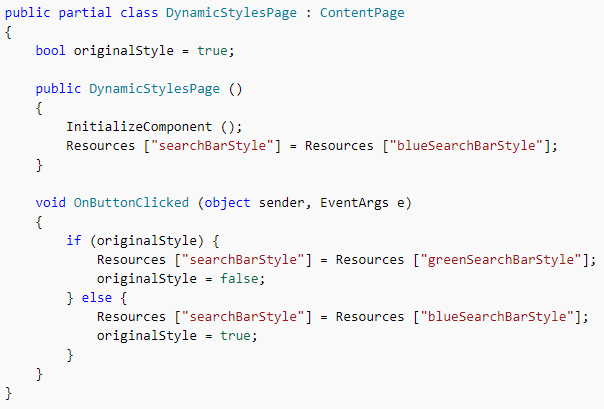 public partial class DynamicStylesPage : ContentPage
{
    bool originalStyle = true;

    public DynamicStylesPage ()
    {
        InitializeComponent ();
        Resources ["searchBarStyle"] = Resources ["blueSearchBarStyle"];
    }

    void OnButtonClicked (object sender, EventArgs e)
    {
        if (originalStyle) {
            Resources ["searchBarStyle"] = Resources ["greenSearchBarStyle"];
            originalStyle = false;
        } else {
            Resources ["searchBarStyle"] = Resources ["blueSearchBarStyle"];
            originalStyle = true;
        }
    }
}